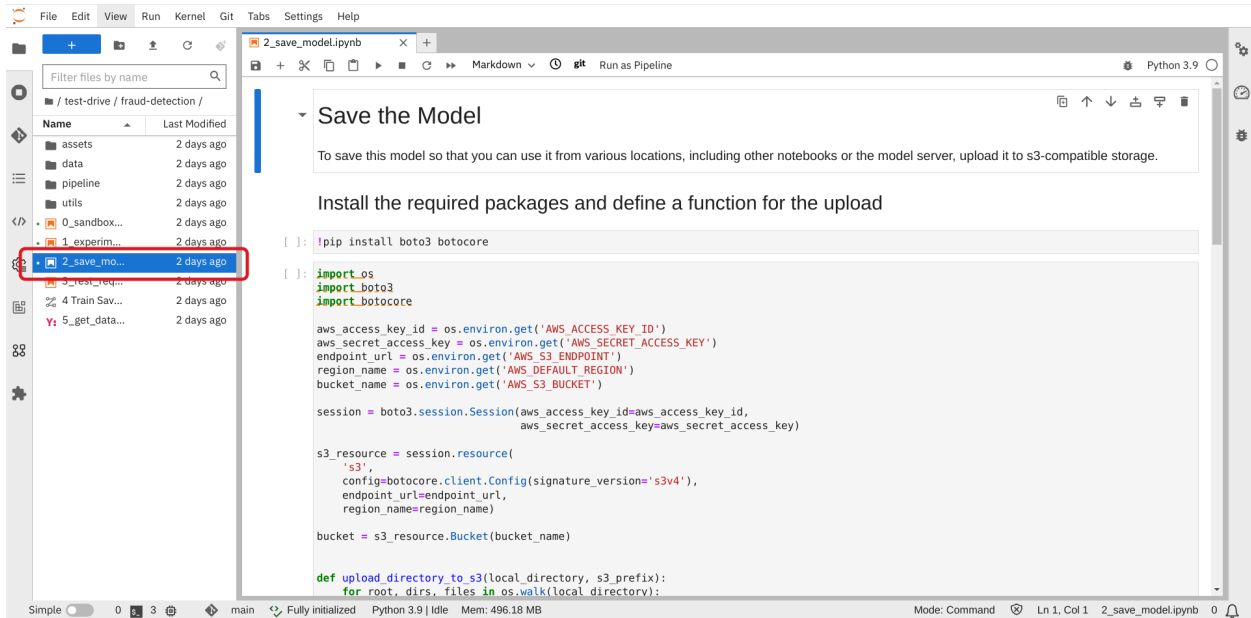 File Edit View Run Kernel Git Tabs Settings Help
+
Filter files by name
/ test-drive / fraud-detection /
Name Last Modified
assets 2 days ago
data 2 days ago
pipeline 2 days ago
utils 2 days ago
0_sandbox... 2 days ago
1_experim... 2 days ago
2_save_mo... 2 days ago
3_rest_req... 2 days ago
4 Train Sav... 2 days ago
Y: 5_get_data... 2 days ago
2_save_model.ipynb
Markdown git Run as Pipeline Python 3.9
Save the Model
To save this model so that you can use it from various locations, including other notebooks or the model server, upload it to s3-compatible storage.
Install the required packages and define a function for the upload
[ ]: !pip install boto3 botocore
[ ]: import os
import boto3
import botocore
aws_access_key_id = os.environ.get('AWS_ACCESS_KEY_ID')
aws_secret_access_key = os.environ.get('AWS_SECRET_ACCESS_KEY')
endpoint_url = os.environ.get('AWS_S3_ENDPOINT')
region_name = os.environ.get('AWS_DEFAULT_REGION')
bucket_name = os.environ.get('AWS_S3_BUCKET')
session = boto3.session.Session(aws_access_key_id=aws_access_key_id,
aws_secret_access_key=aws_secret_access_key)
s3_resource = session.resource(
's3',
config=botocore.client.Config(signature_version='s3v4'),
endpoint_url=endpoint_url,
region_name=region_name)
bucket = s3_resource.Bucket(bucket_name)
def upload_directory_to_s3(local_directory, s3_prefix):
for root, dirs, files in os.walk(local_directory):
Simple 0 3 main Fully initialized Python 3.9 | Idle Mem: 496.18 MB Mode: Command Ln 1, Col 1 2_save_model.ipynb 0